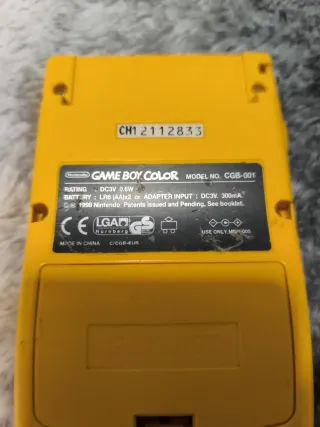 CH12112833
Nintendo GAME BOY COLOR MODEL NO. CGB-001
RATING : DC3V 0.6W
BATTERY : LR6 (AA)x2 or ADAPTER INPUT : DC3V, 300mA
© 1998 Nintendo. Patents issued and Pending, See booklet.
CE LGA Nürnberg GS
USE ONLY MGP-005
MADE IN CHINA C/CGB-EUR